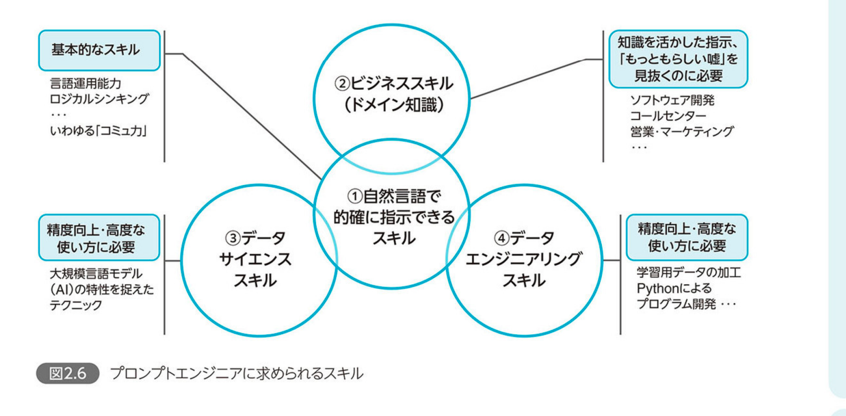 基本的なスキル
言語運用能力
ロジカルシンキング
･･･
いわゆる「コミュ力」
②ビジネススキル
（ドメイン知識）
知識を活かした指示、
「もっともらしい嘘」を
見抜くのに必要
ソフトウェア開発
コールセンター
営業・マーケティング
･･･
①自然言語で
的確に指示できる
スキル
精度向上・高度な
使い方に必要
大規模言語モデル
（AI）の特性を捉えた
テクニック
③データ
サイエンス
スキル
④データ
エンジニアリング
スキル
精度向上・高度な
使い方に必要
学習用データの加工
Pythonによる
プログラム開発 ･･･
図2.6 プロンプトエンジニアに求められるスキル